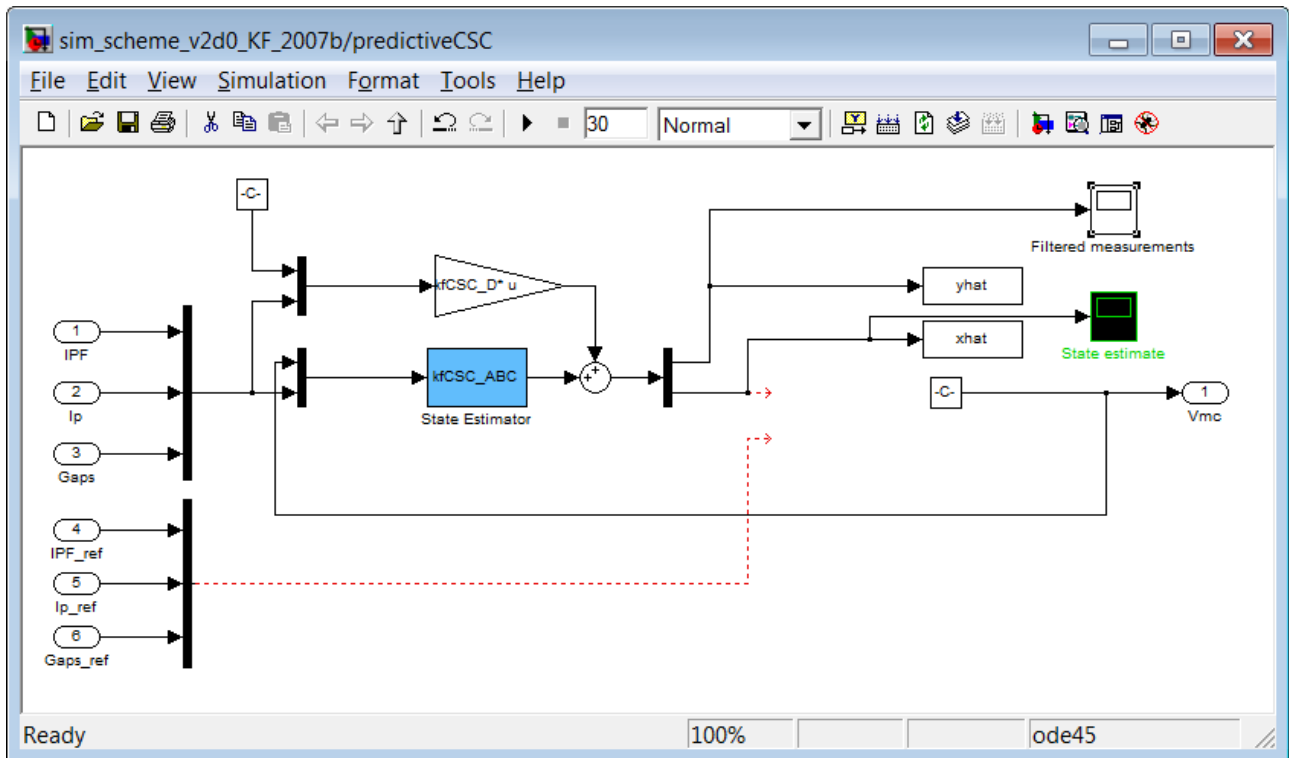 sim_scheme_v2d0_KF_2007b/predictiveCSC
File Edit View Simulation Format Tools Help
30 Normal
-C-
Filtered measurements
kfCSC_D* u
yhat
1
IPF
xhat
State estimate
kfCSC_ABC
State Estimator
++
2
Ip
-C-
1
Vmc
3
Gaps
4
IPF_ref
5
Ip_ref
6
Gaps_ref
Ready 100% ode45